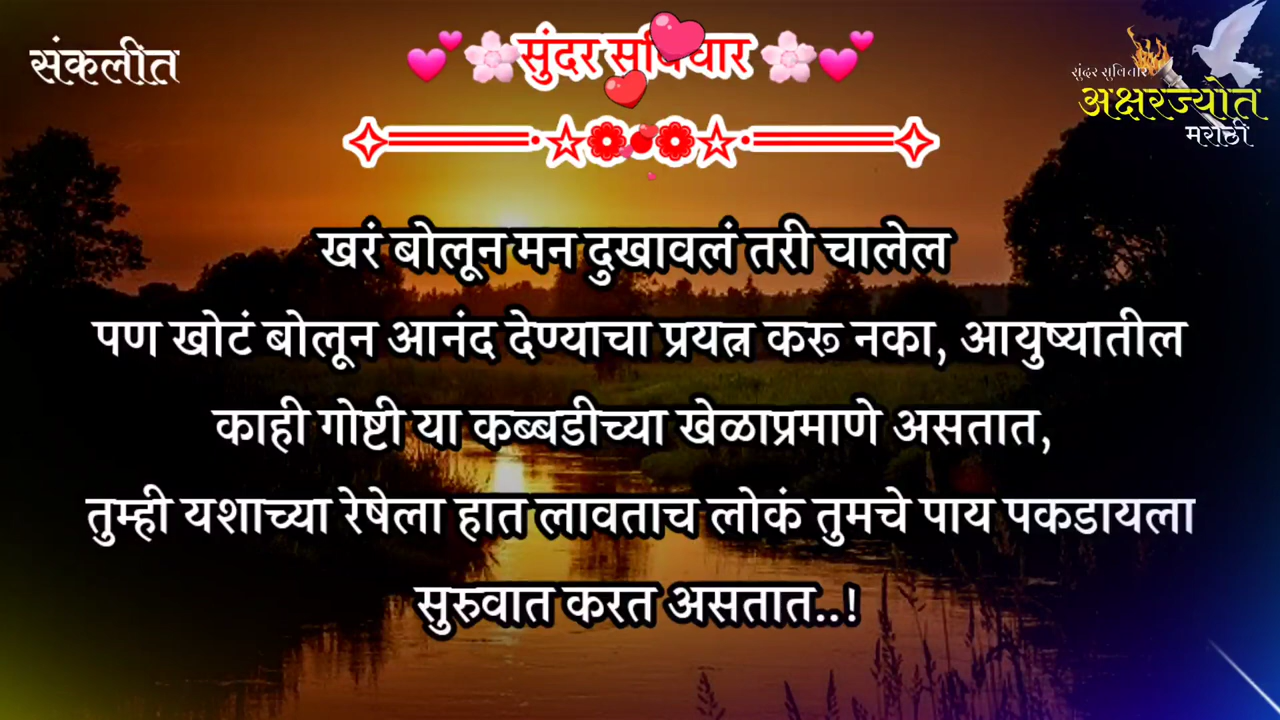 संकलीत
सुंदर
सुंदर सुविचार
अक्षरज्योत
मराठी
खरं बोलून मन दुखावलं तरी चालेल
पण खोटं बोलून आनंद देण्याचा प्रयत्न करू नका, आयुष्यातील
काही गोष्टी या कब्बडीच्या खेळाप्रमाणे असतात,
तुम्ही यशाच्या रेषेला हात लावताच लोकं तुमचे पाय पकडायला
सुरुवात करत असतात..!